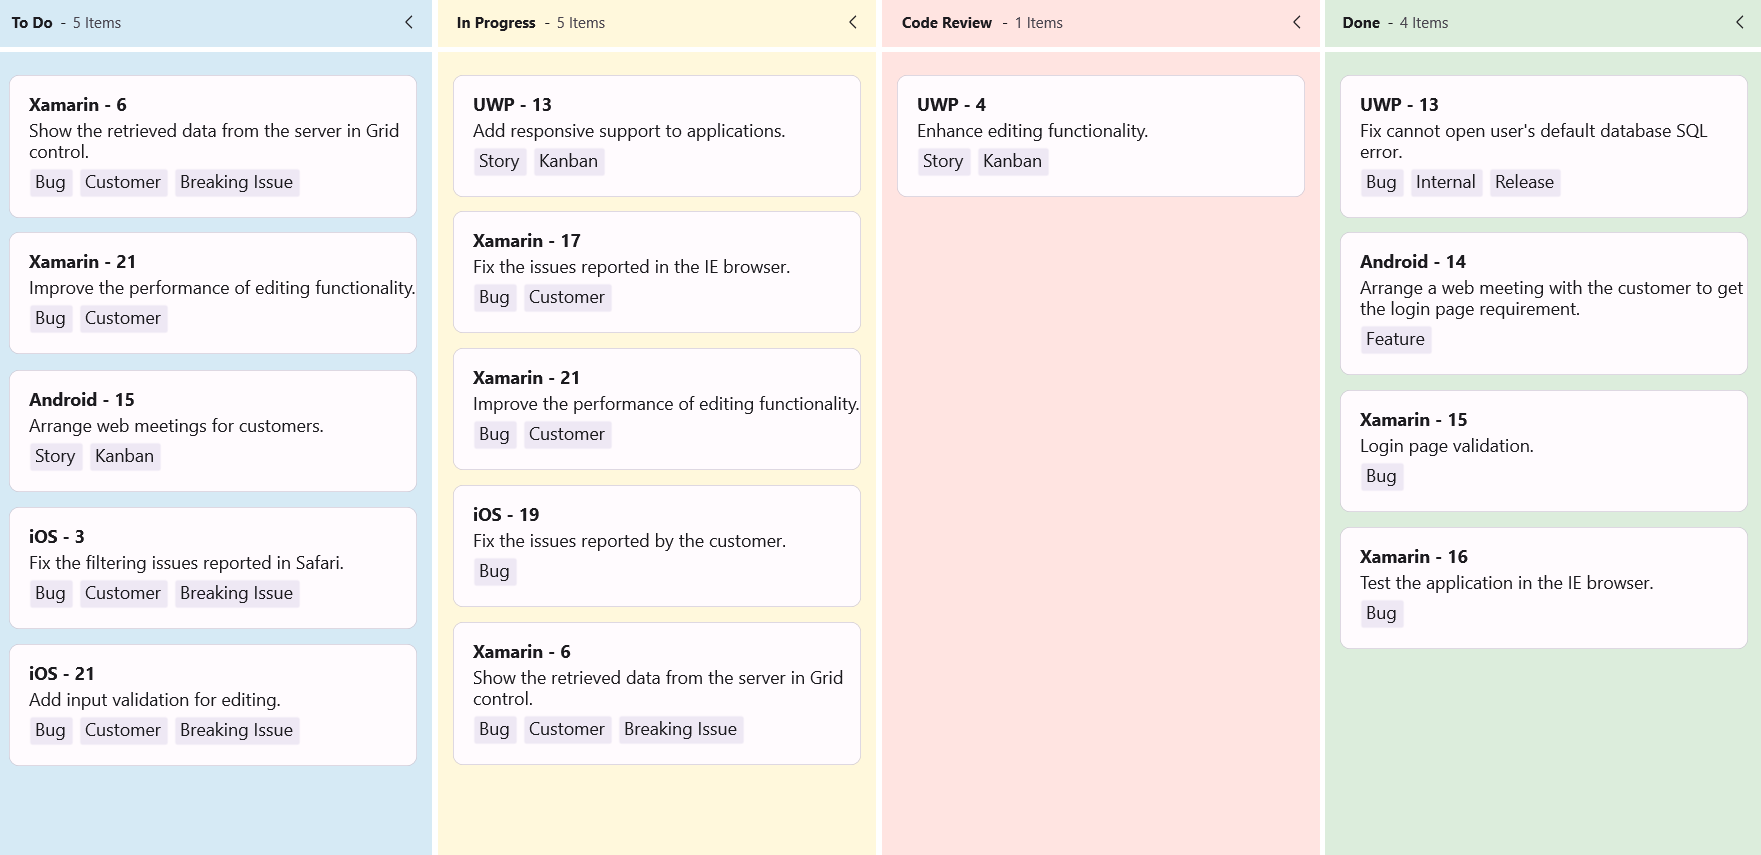 To Do - 5 Items
Xamarin - 6
Show the retrieved data from the server in Grid
control.
Bug Customer Breaking Issue
Xamarin - 21
Improve the performance of editing functionality.
Bug Customer
Android - 15
Arrange web meetings for customers.
Story Kanban
iOS - 3
Fix the filtering issues reported in Safari.
Bug Customer Breaking Issue
iOS - 21
Add input validation for editing.
Bug Customer Breaking Issue
In Progress - 5 Items
UWP - 13
Add responsive support to applications.
Story Kanban
Xamarin - 17
Fix the issues reported in the IE browser.
Bug Customer
Xamarin - 21
Improve the performance of editing functionality.
Bug Customer
iOS - 19
Fix the issues reported by the customer.
Bug
Xamarin - 6
Show the retrieved data from the server in Grid
control.
Bug Customer Breaking Issue
Code Review - 1 Items
UWP - 4
Enhance editing functionality.
Story Kanban
Done - 4 Items
UWP - 13
Fix cannot open user's default database SQL
error.
Bug Internal Release
Android - 14
Arrange a web meeting with the customer to get
the login page requirement.
Feature
Xamarin - 15
Login page validation.
Bug
Xamarin - 16
Test the application in the IE browser.
Bug